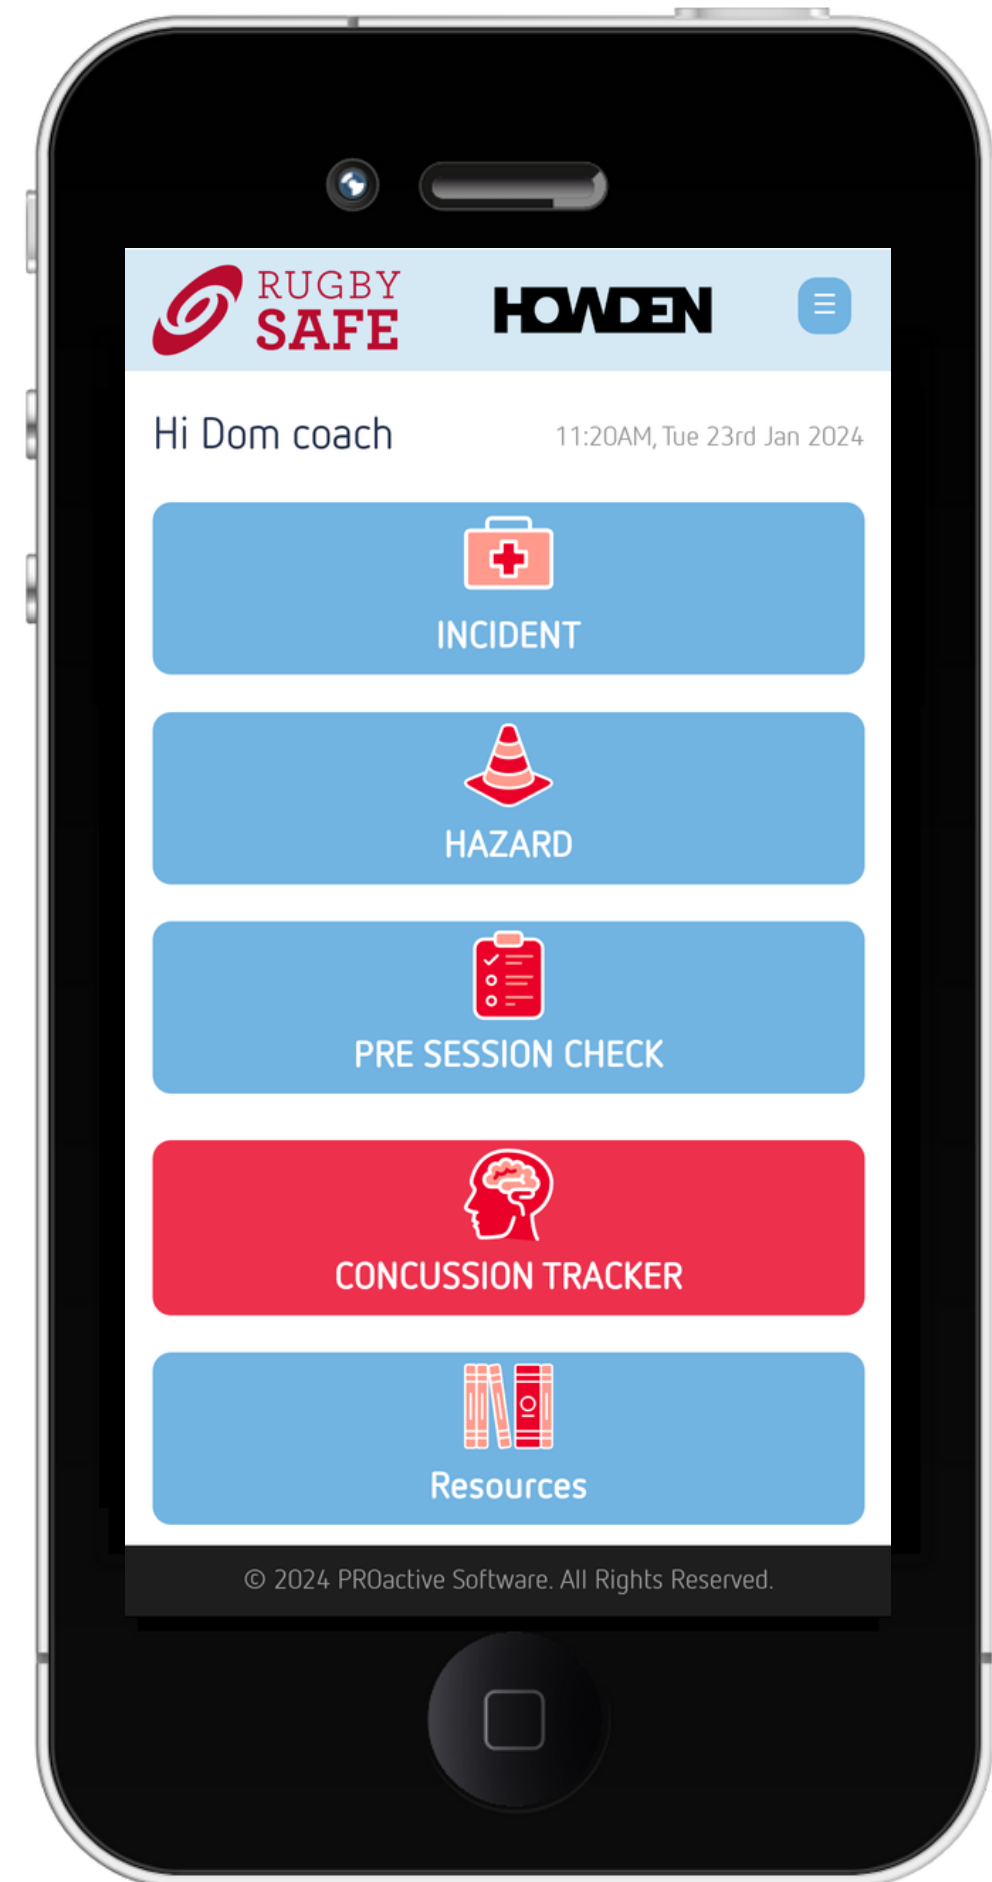 RUGBY
SAFE
HOWDEN
Hi Dom coach
11:20AM, Tue 23rd Jan 2024
INCIDENT
HAZARD
PRE SESSION CHECK
CONCUSSION TRACKER
Resources
© 2024 PROactive Software. All Rights Reserved.